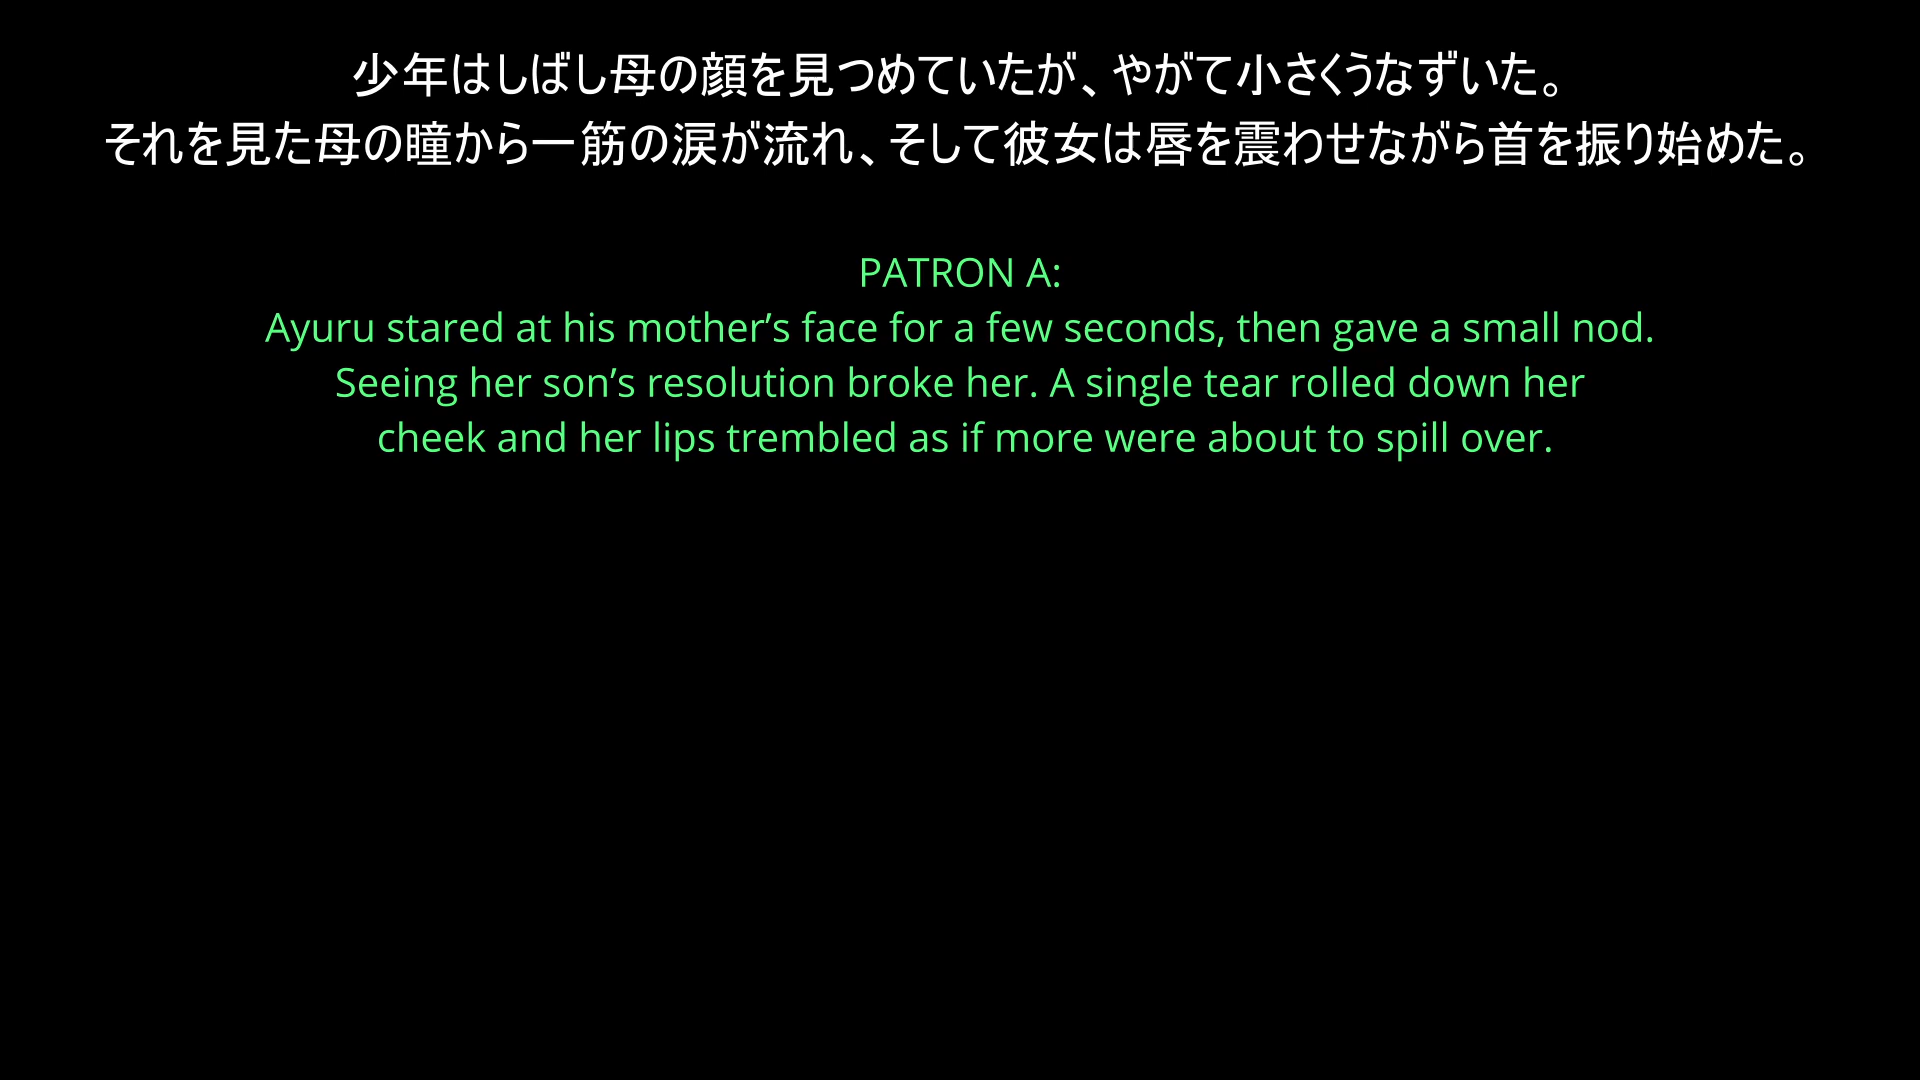 少年はしばし母の顔を見つめていたが、やがて小さくうなずいた。
それを見た母の瞳から一筋の涙が流れ、そして彼女は唇を震わせながら首を振り始めた。
PATRON A:
Ayuru stared at his mother’s face for a few seconds, then gave a small nod.
Seeing her son’s resolution broke her. A single tear rolled down her
cheek and her lips trembled as if more were about to spill over.